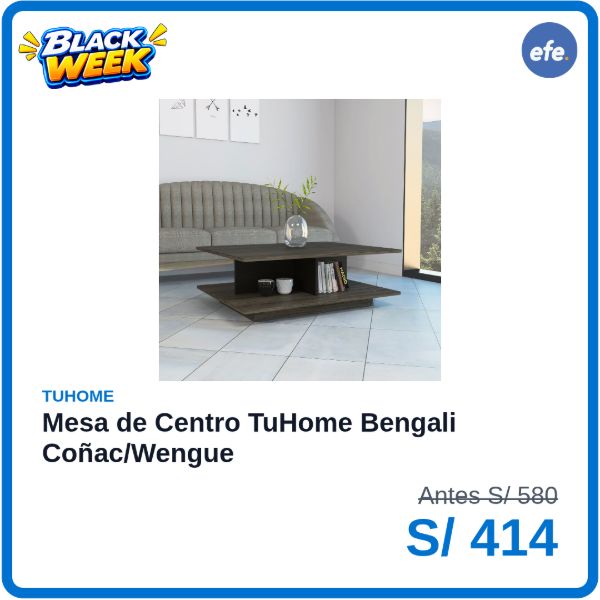 BLACK
WEEK
efe.
TUHOME
Mesa de Centro TuHome Bengali
Coñac/Wengue
Antes S/ 580
S/ 414